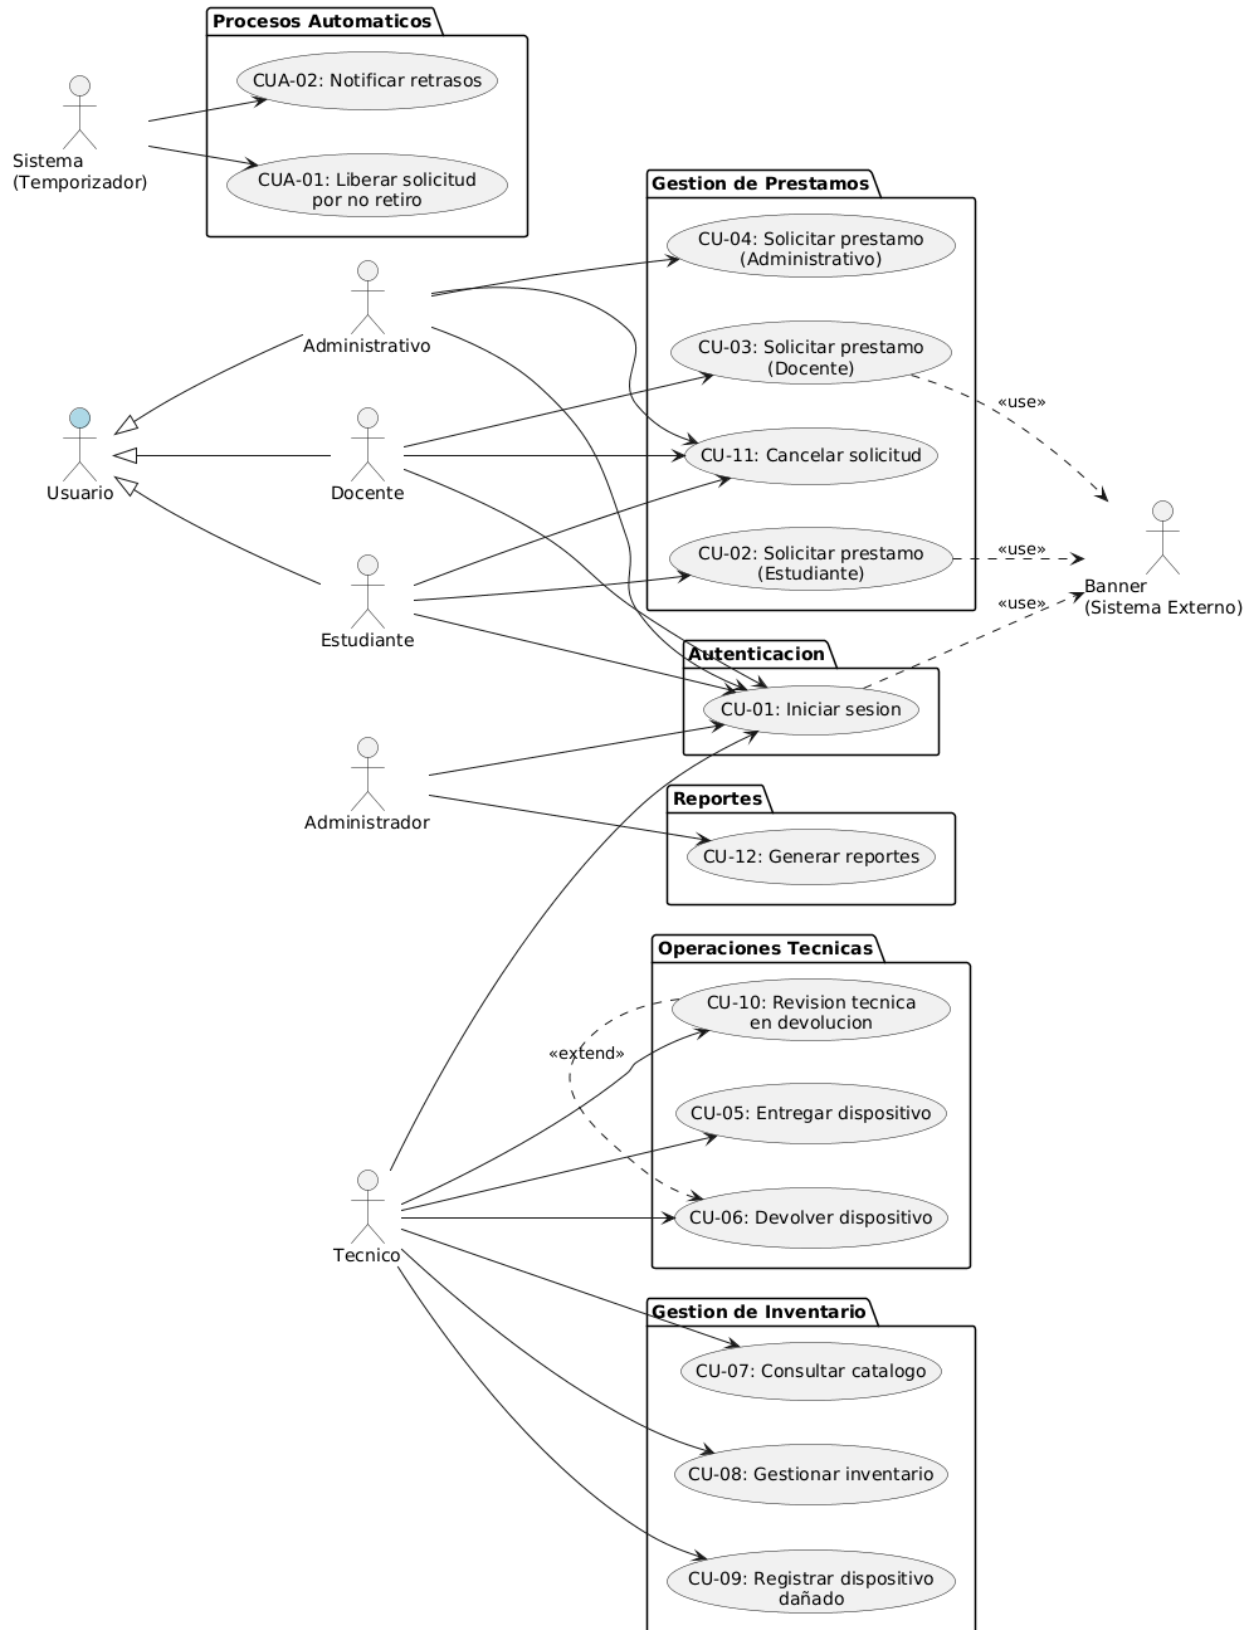 Procesos Automaticos
CUA-02: Notificar retrasos
Sistema
(Temporizador)
CUA-01: Liberar solicitud
por no retiro
Gestion de Prestamos
CU-04: Solicitar prestamo
(Administrativo)
Administrativo
CU-03: Solicitar prestamo
(Docente)
«use»
Usuario
Docente
CU-11: Cancelar solicitud
CU-02: Solicitar prestamo
(Estudiante)
«use»
Banner
(Sistema Externo)
«use»
Estudiante
Autenticacion
CU-01: Iniciar sesion
Administrador
Reportes
CU-12: Generar reportes
Operaciones Tecnicas
CU-10: Revision tecnica
en devolucion
«extend»
CU-05: Entregar dispositivo
CU-06: Devolver dispositivo
Tecnico
Gestion de Inventario
CU-07: Consultar catalogo
CU-08: Gestionar inventario
CU-09: Registrar dispositivo
dañado